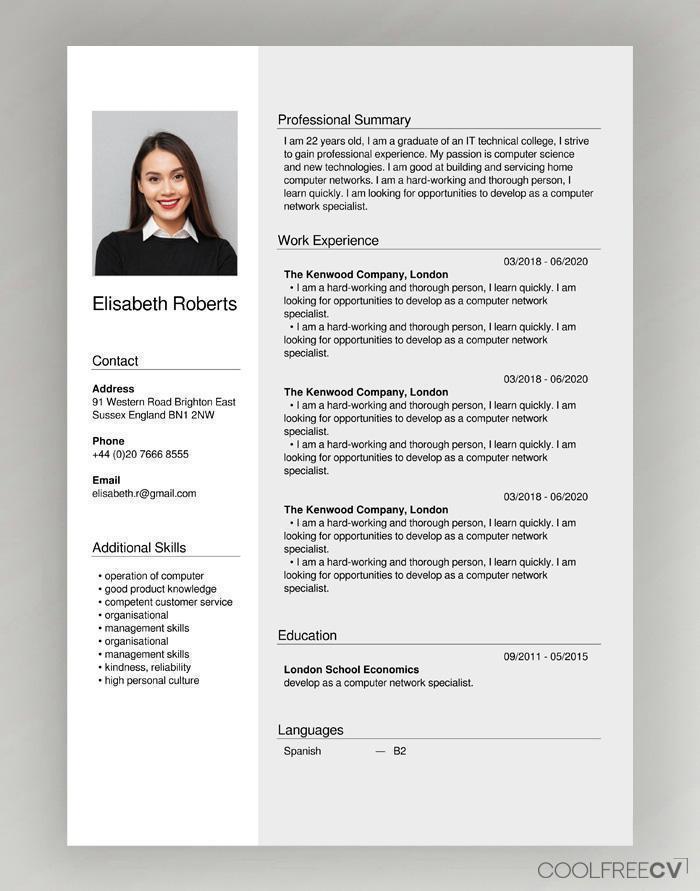 Elisabeth Roberts
Contact
Address
91 Western Road Brighton East
Sussex England BN1 2NW
Phone
+44 (0)20 7666 8555
Email
elisabeth.r@gmail.com
Additional Skills
• operation of computer
• good product knowledge
• competent customer service
• organisational
• management skills
• organisational
• management skills
• kindness, reliability
• high personal culture
Professional Summary
I am 22 years old, I am a graduate of an IT technical college, I strive
to gain professional experience. My passion is computer science
and new technologies. I am good at building and servicing home
computer networks. I am a hard-working and thorough person, I
learn quickly. I am looking for opportunities to develop as a computer
network specialist.
Work Experience
03/2018 - 06/2020
The Kenwood Company, London
• I am a hard-working and thorough person, I learn quickly. I am
looking for opportunities to develop as a computer network
specialist.
• I am a hard-working and thorough person, I learn quickly. I am
looking for opportunities to develop as a computer network
specialist.
03/2018 - 06/2020
The Kenwood Company, London
• I am a hard-working and thorough person, I learn quickly. I am
looking for opportunities to develop as a computer network
specialist.
• I am a hard-working and thorough person, I learn quickly. I am
looking for opportunities to develop as a computer network
specialist.
03/2018 - 06/2020
The Kenwood Company, London
• I am a hard-working and thorough person, I learn quickly. I am
looking for opportunities to develop as a computer network
specialist.
• I am a hard-working and thorough person, I learn quickly. I am
looking for opportunities to develop as a computer network
specialist.
Education
09/2011 - 05/2015
London School Economics
develop as a computer network specialist.
Languages
Spanish — B2
COOLFREECV